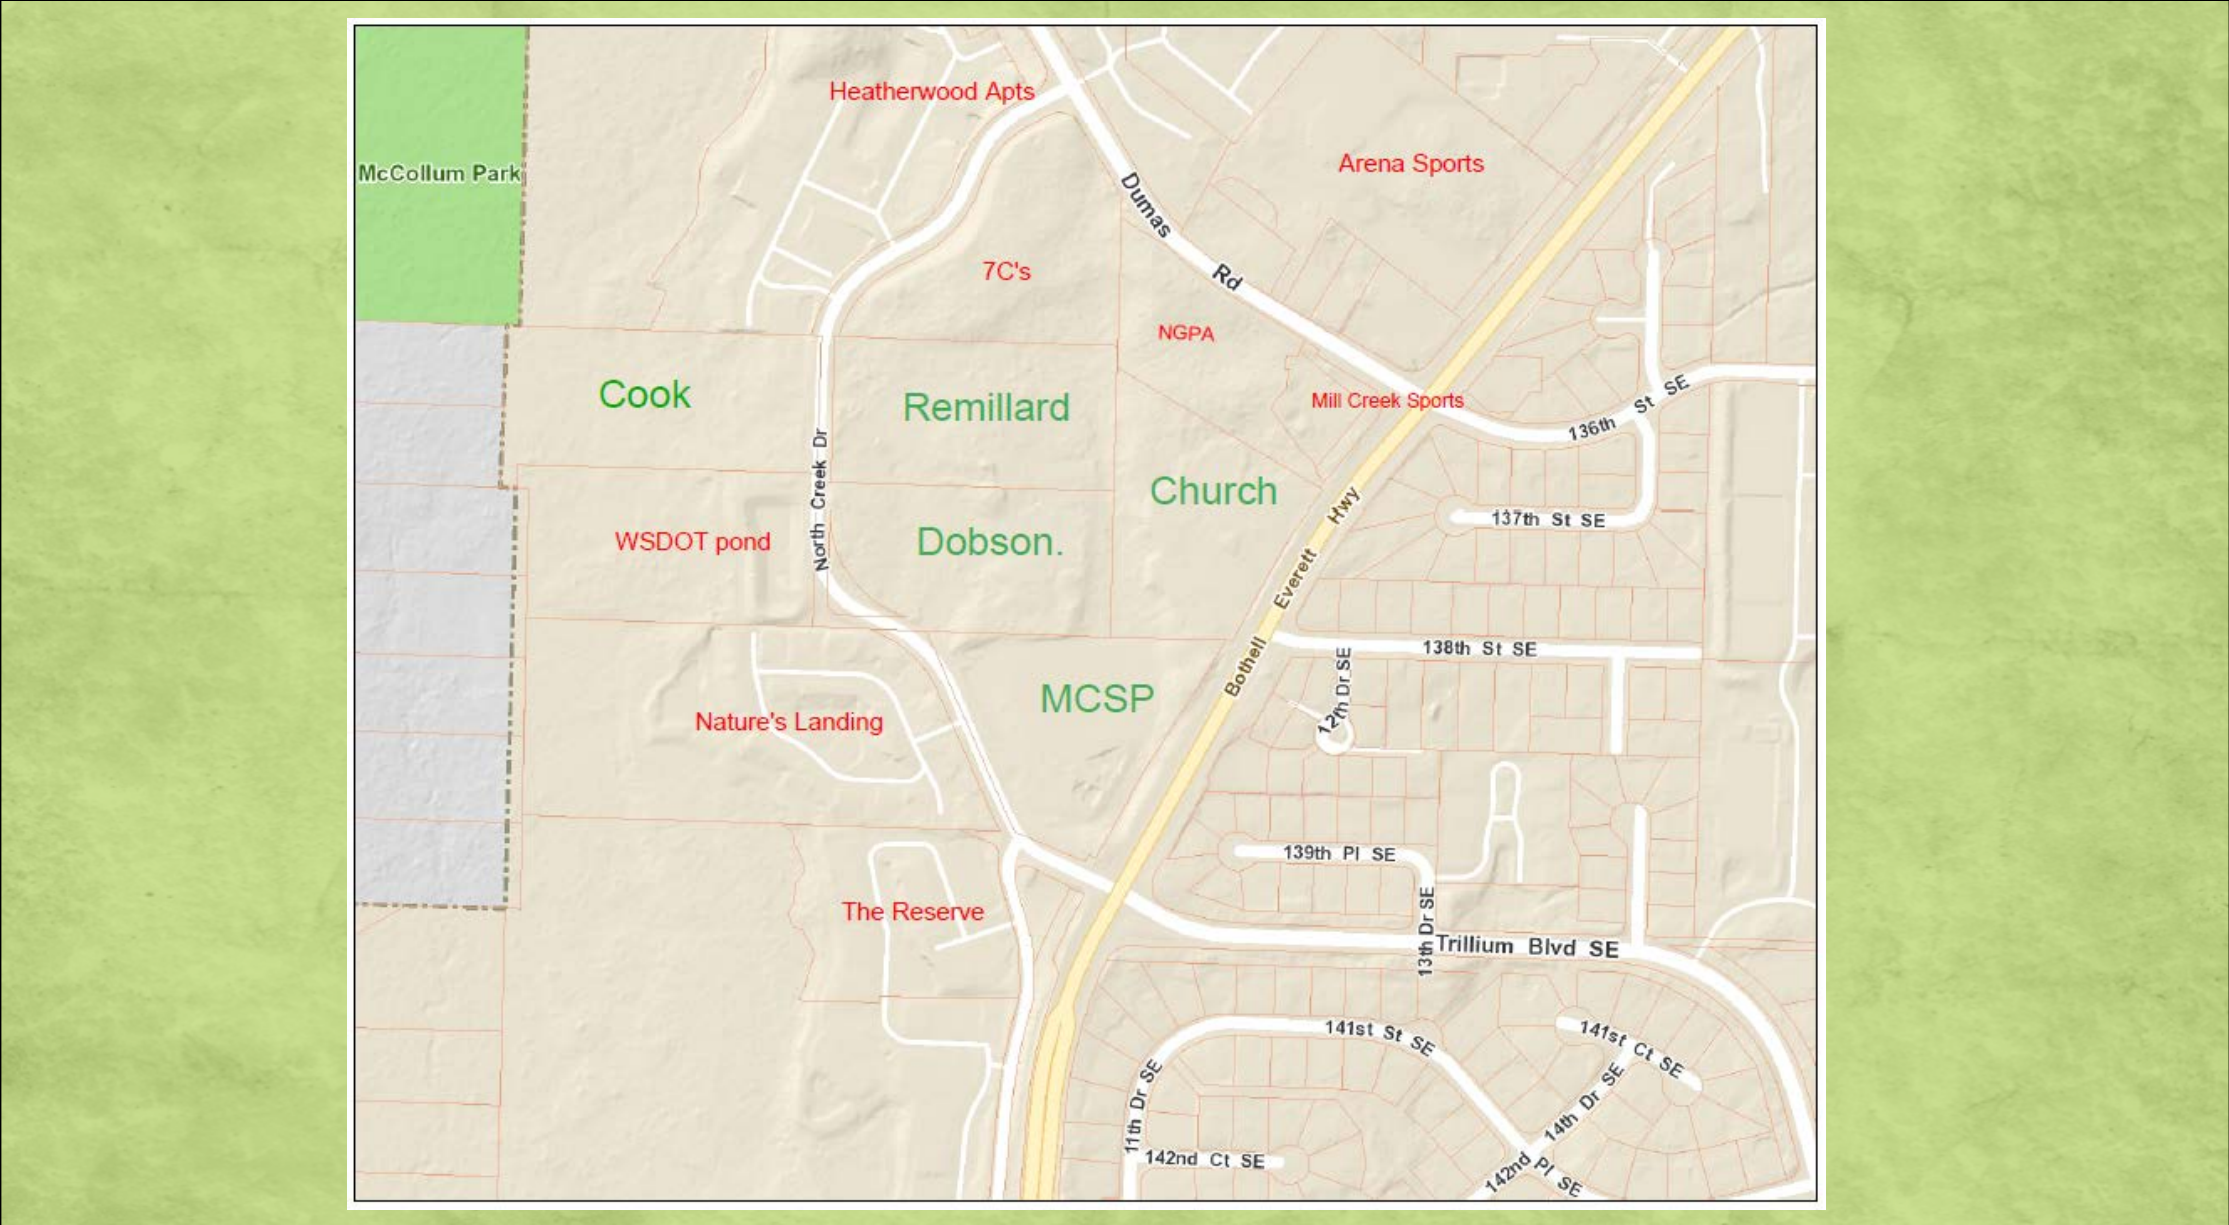 Heatherwood Apts
McCollum Park
Arena Sports
Dumas Rd
7C's
NGPA
Cook
Remillard
Mill Creek Sports
136th St SE
North Creek Dr
Church
Bothell Everett Hwy
137th St SE
WSDOT pond
Dobson.
138th St SE
12th Dr SE
MCSP
Nature's Landing
139th Pl SE
The Reserve
13th Dr SE
Trillium Blvd SE
141st St SE
141st Ct SE
11th Dr SE
14th Dr SE
142nd Ct SE
142nd Pl SE